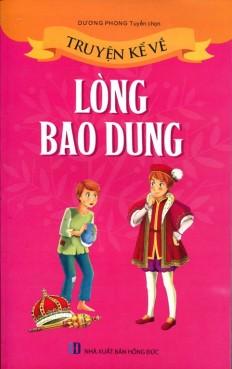 DƯƠNG PHONG Tuyển chọn
TRUYỆN KỂ VỀ
LÒNG
BAO DUNG
NHÀ XUẤT BẢN HỒNG ĐỨC